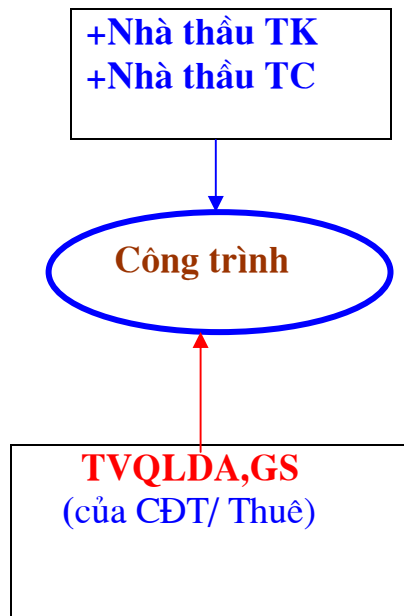 +Nhà thầu TK
+Nhà thầu TC
Công trình
TVQLDA,GS
(của CĐT/ Thuê)